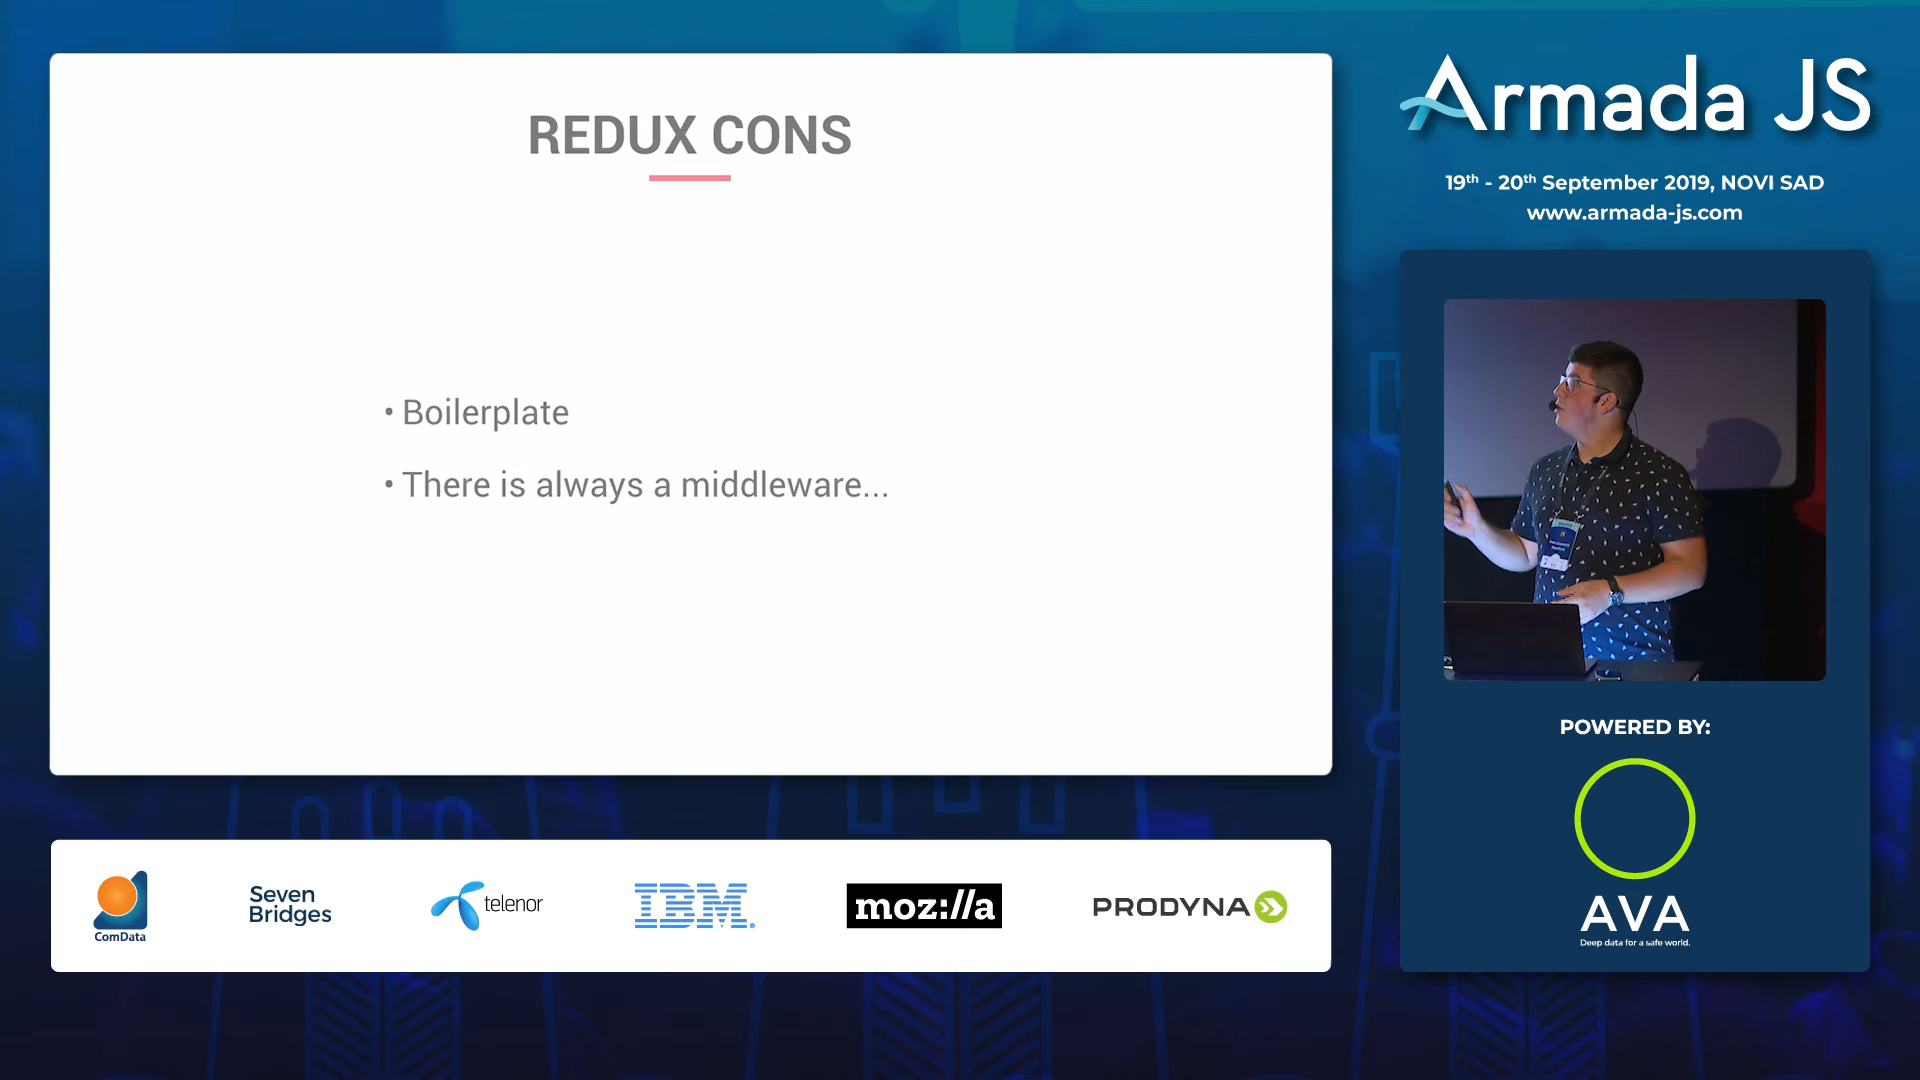 REDUX CONS
• Boilerplate
• There is always a middleware...
Armada JS
19th - 20th September 2019, NOVI SAD
www.armada-js.com
POWERED BY:
AVA
Deep data for a safe world.
ComData
Seven
Bridges
telenor
IBM
moz://a
PRODYNA